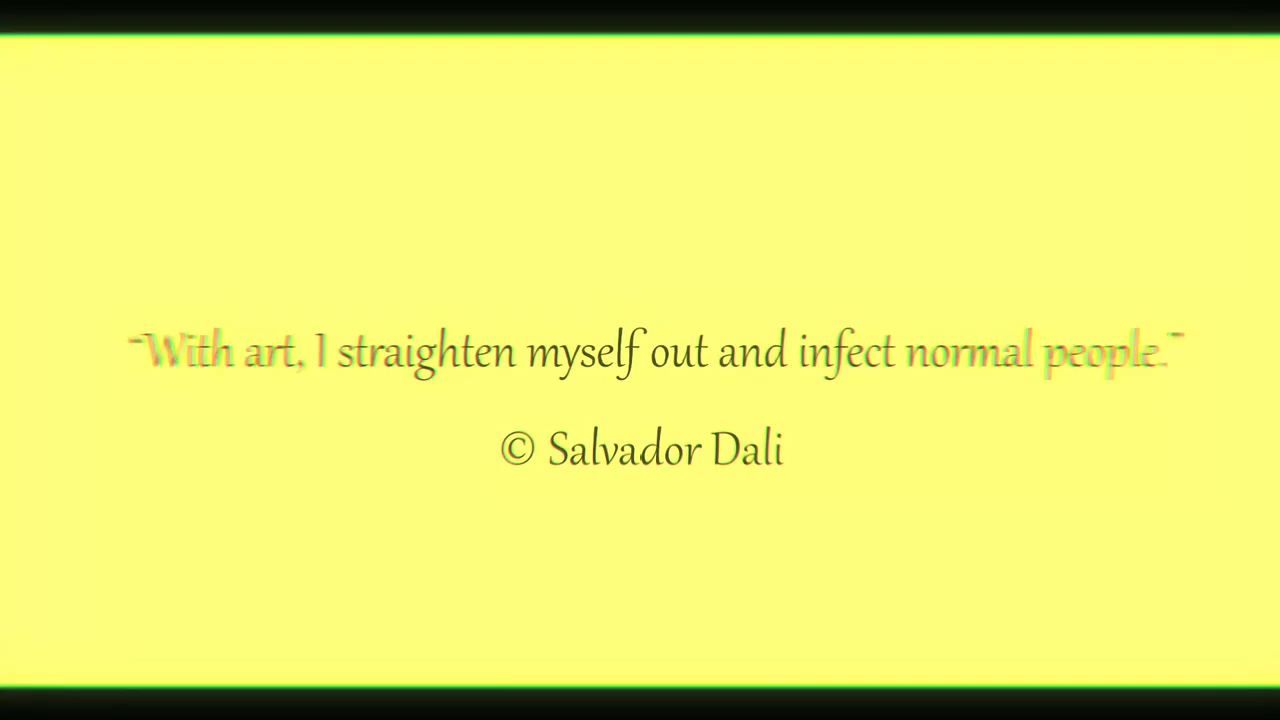 "With art, I straighten myself out and infect normal people."
© Salvador Dali